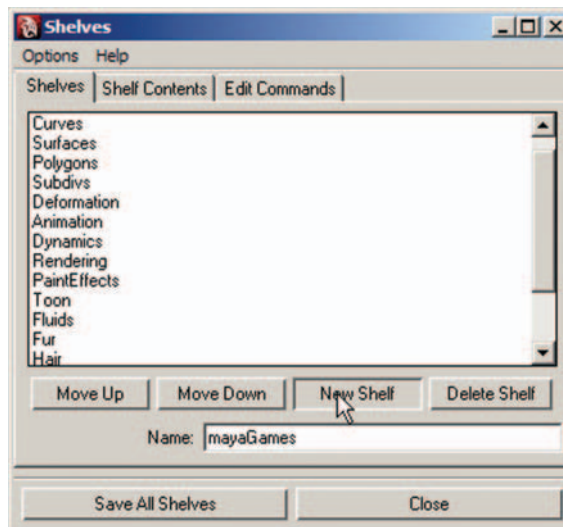 Shelves
Options Help
Shelves Shelf Contents Edit Commands
Curves
Surfaces
Polygons
Subdivs
Deformation
Animation
Dynamics
Rendering
PaintEffects
Toon
Fluids
Fur
Hair
Move Up Move Down New Shelf Delete Shelf
Name: mayaGames
Save All Shelves Close